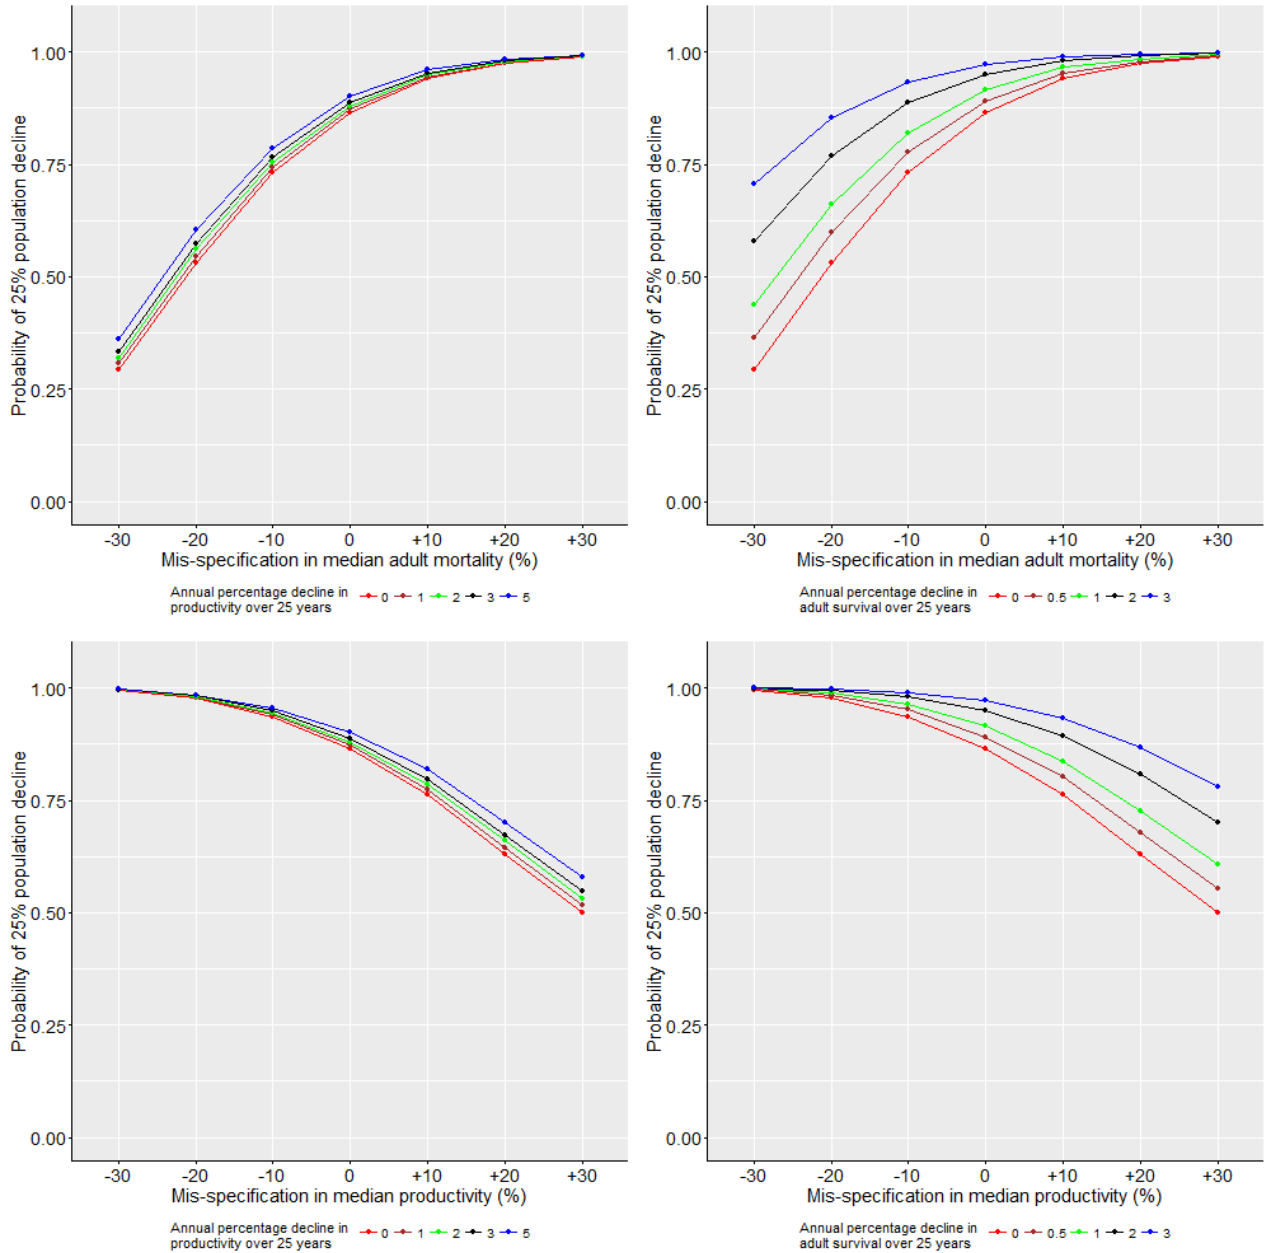 Probability of 25% population decline
1.00
0.75
0.50
0.25
0.00
-30 -20 -10 0 +10 +20 +30
Mis-specification in median adult mortality (%)
Annual percentage decline in
productivity over 25 years 0 1 2 3 5
Probability of 25% population decline
1.00
0.75
0.50
0.25
0.00
-30 -20 -10 0 +10 +20 +30
Mis-specification in median adult mortality (%)
Annual percentage decline in
adult survival over 25 years 0 0.5 1 2 3
Probability of 25% population decline
1.00
0.75
0.50
0.25
0.00
-30 -20 -10 0 +10 +20 +30
Mis-specification in median productivity (%)
Annual percentage decline in
productivity over 25 years 0 1 2 3 5
Probability of 25% population decline
1.00
0.75
0.50
0.25
0.00
-30 -20 -10 0 +10 +20 +30
Mis-specification in median productivity (%)
Annual percentage decline in
adult survival over 25 years 0 0.5 1 2 3